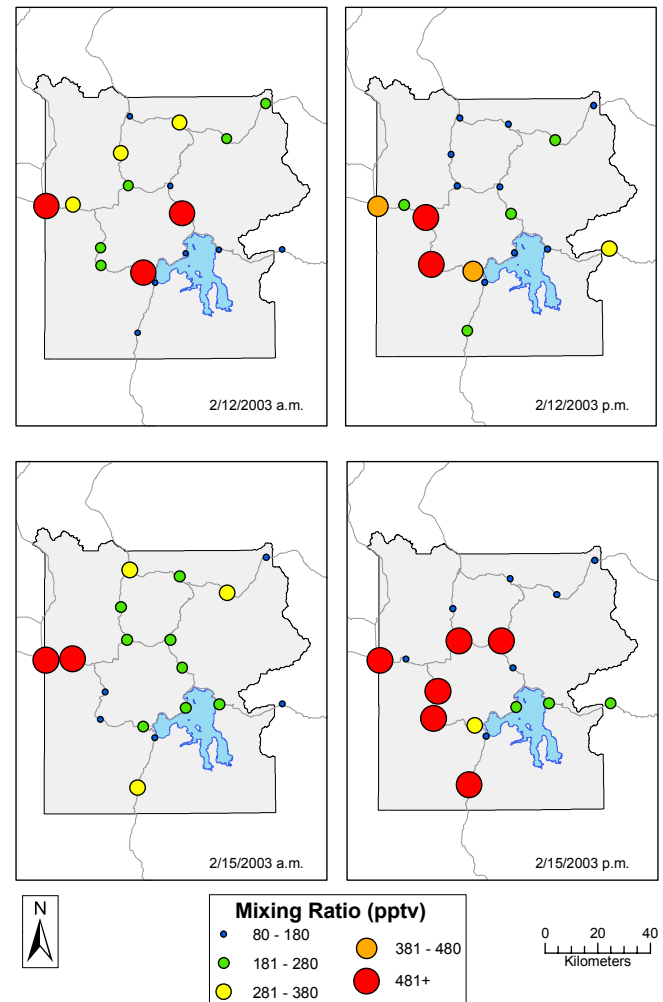 2/12/2003 a.m.
2/12/2003 p.m.
2/15/2003 a.m.
2/15/2003 p.m.
N
Mixing Ratio (pptv)
80 - 180
181 - 280
281 - 380
381 - 480
481+
0 20 40
Kilometers